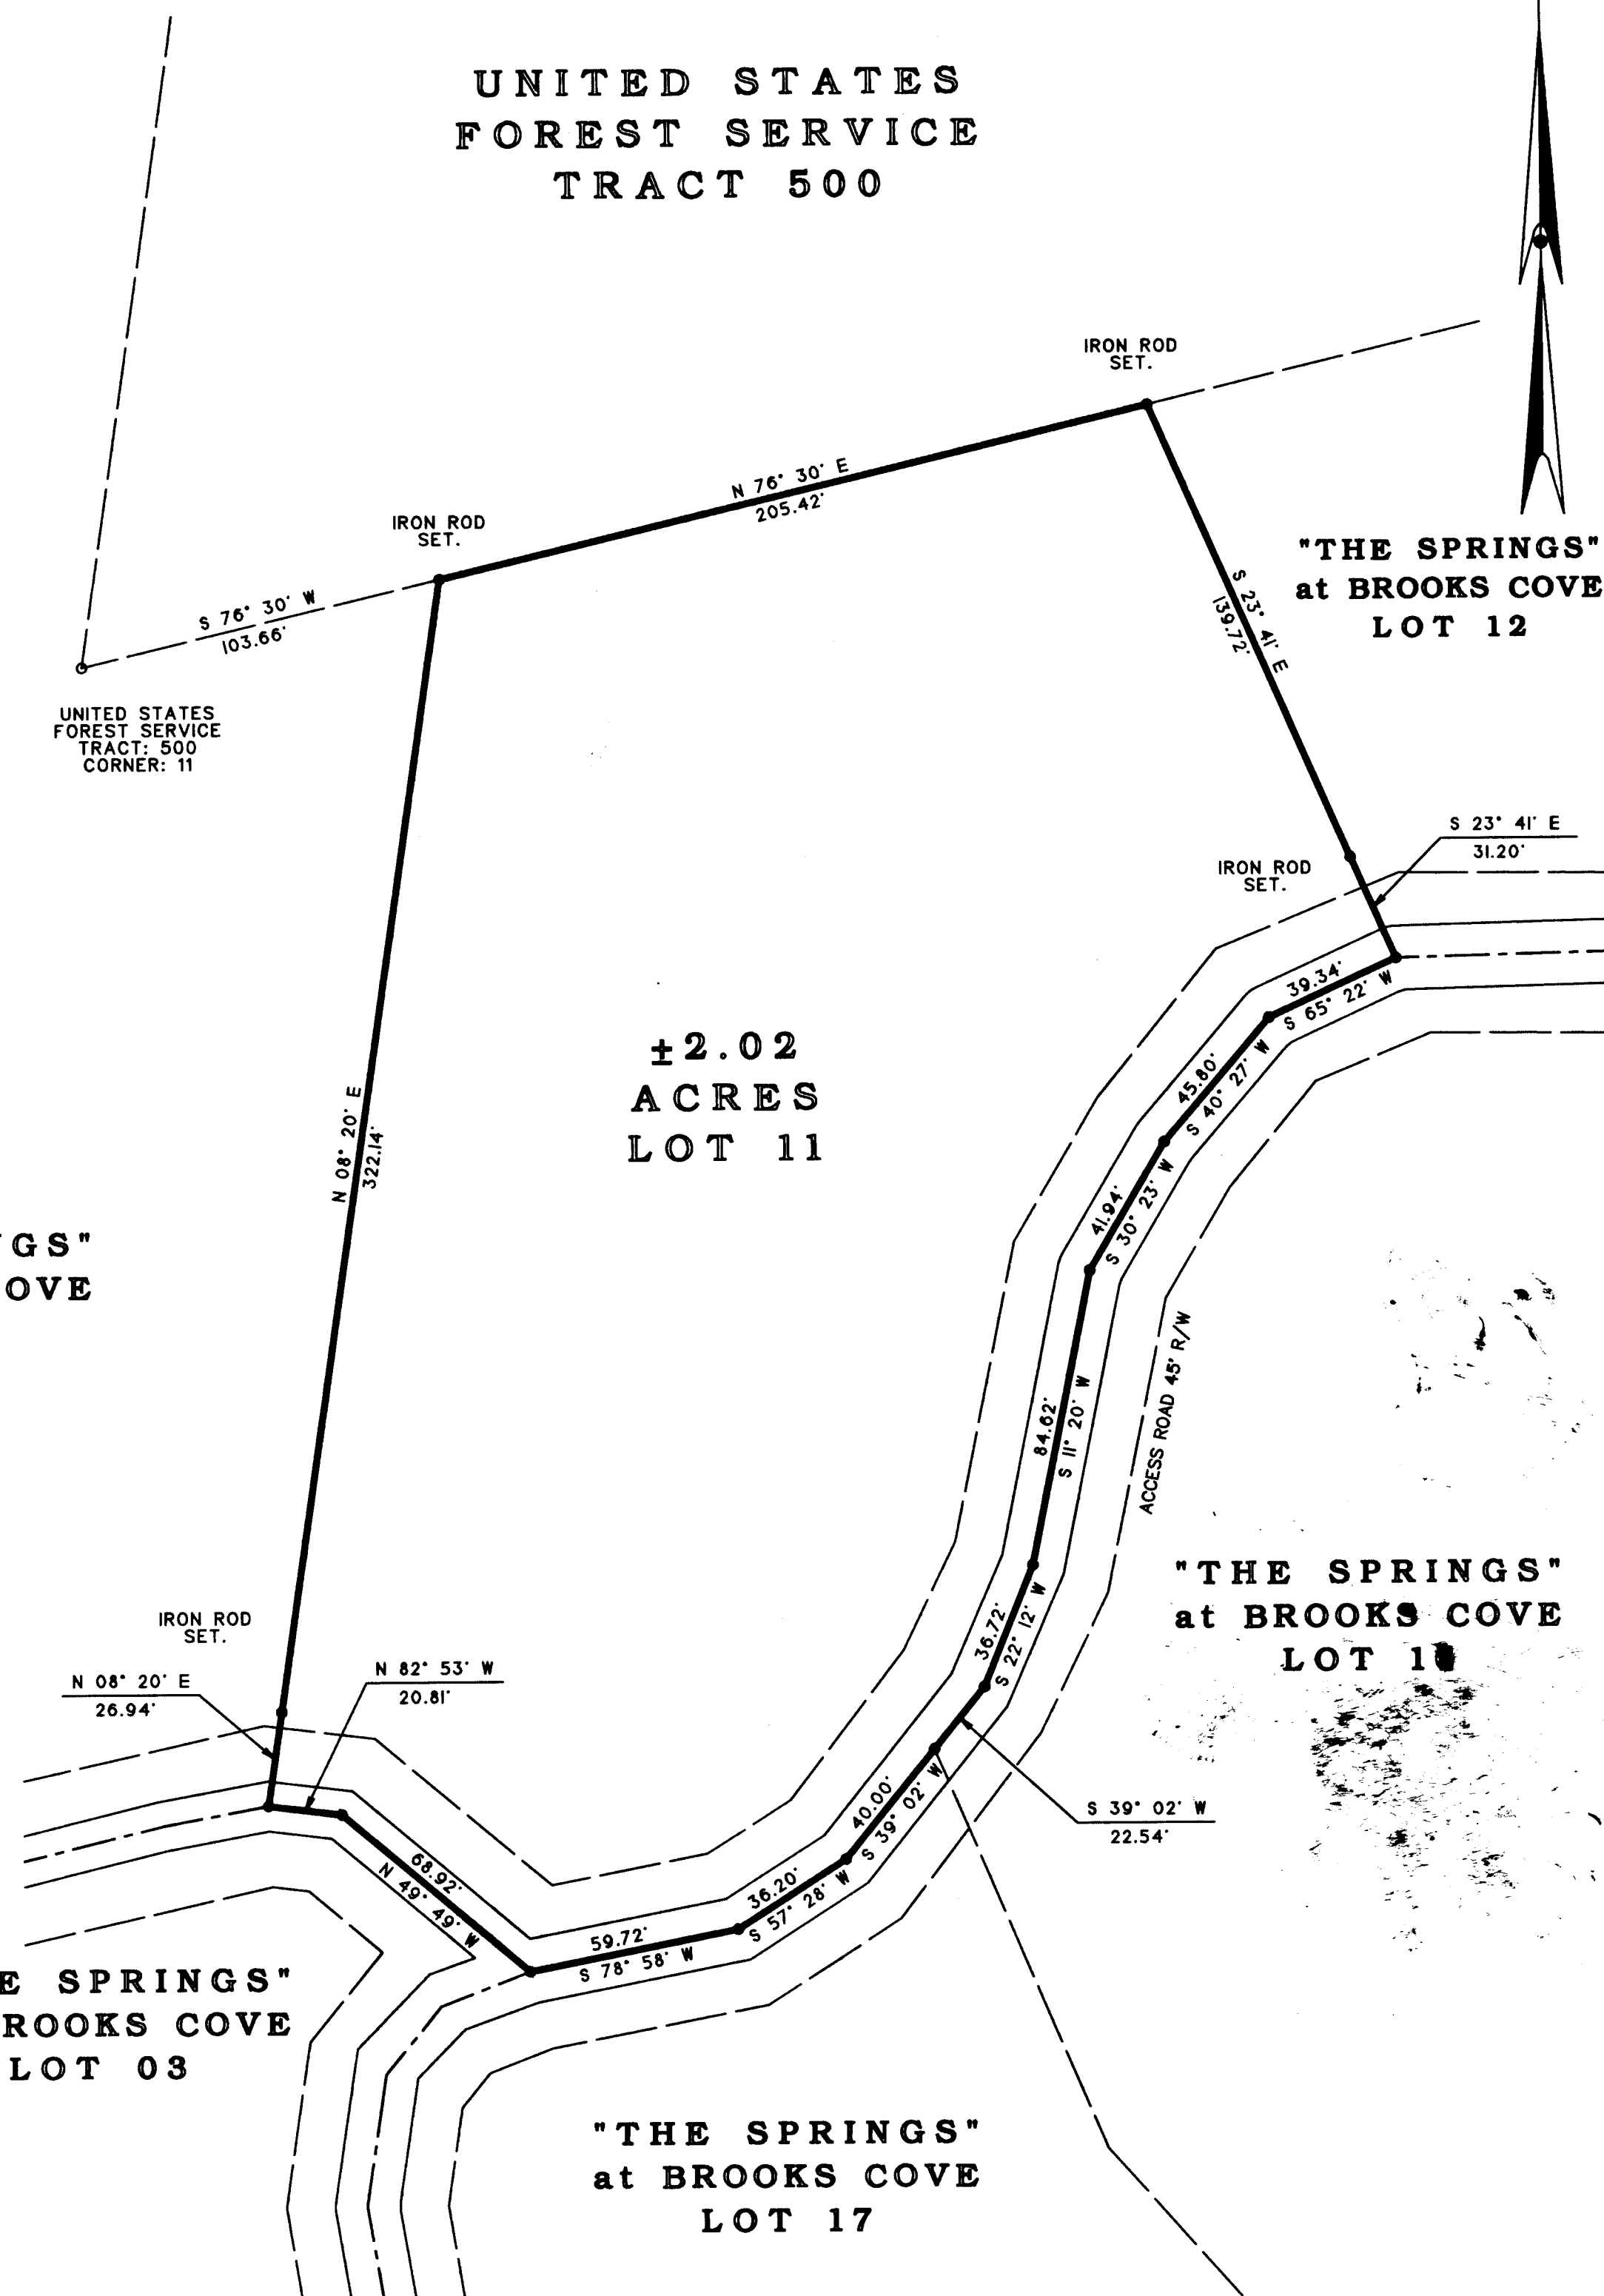 UNITED STATES
FOREST SERVICE
TRACT 500
IRON ROD
SET.
N 76° 30' E
205.42'
IRON ROD
SET.
S 76° 30' W
103.66'
UNITED STATES
FOREST SERVICE
TRACT: 500
CORNER: 11
S 23° 41' E
139.72'
"THE SPRINGS"
at BROOKS COVE
LOT 12
S 23° 41' E
31.20'
IRON ROD
SET.
39.34'
S 65° 22' W
45.80'
S 40° 27' W
41.94'
S 30° 23' W
±2.02
ACRES
LOT 11
N 08° 20' E
322.14'
GS"
OVE
84.62'
S 11° 20' W
ACCESS ROAD 45' R/W
36.72'
S 22° 12' W
"THE SPRINGS"
at BROOKS COVE
LOT
IRON ROD
SET.
N 08° 20' E
26.94'
N 82° 53' W
20.81'
S 39° 02' W
22.54'
40.00'
S 39° 02' W
36.20'
S 57° 28' W
59.72'
S 78° 58' W
68.92'
N 49° 49' W
E SPRINGS"
ROOKS COVE
LOT 03
"THE SPRINGS"
at BROOKS COVE
LOT 17